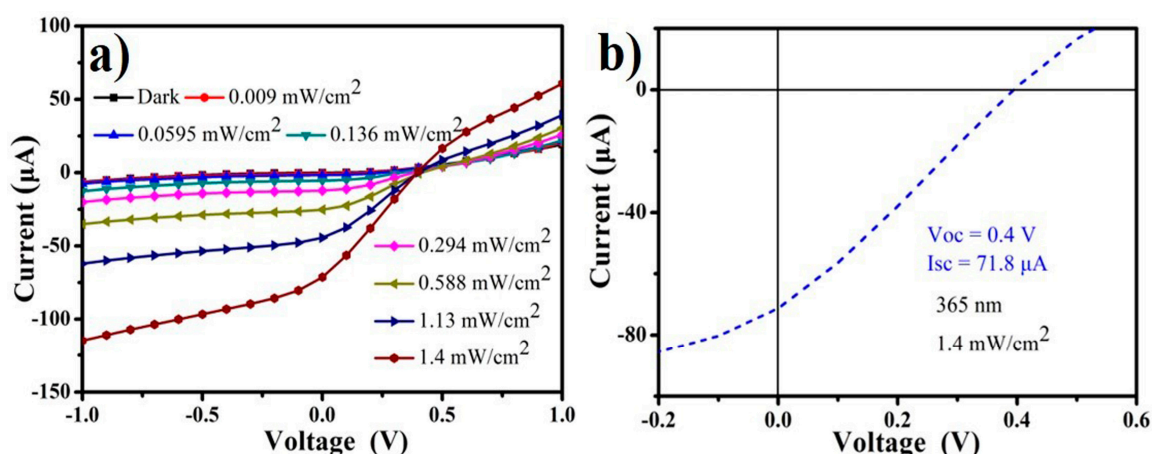 a)
100
50
0
-50
-100
-150
Current (μA)
Dark 0.009 mW/cm2
0.0595 mW/cm2 0.136 mW/cm2
0.294 mW/cm2
0.588 mW/cm2
1.13 mW/cm2
1.4 mW/cm2
-1.0 -0.5 0.0 0.5 1.0
Voltage (V)
b)
0
-40
-80
Current (μA)
Voc = 0.4 V
Isc = 71.8 μA
365 nm
1.4 mW/cm2
-0.2 0.0 0.2 0.4 0.6
Voltage (V)